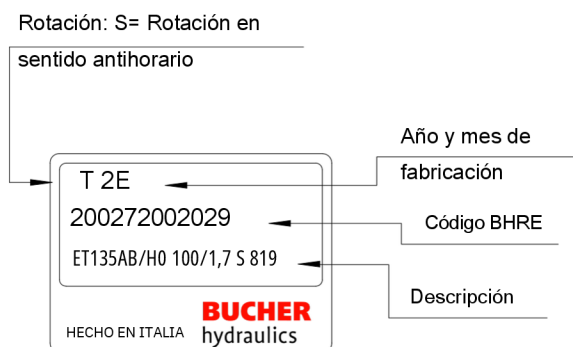 Rotación: S= Rotación en
sentido antihorario
Año y mes de
fabricación
T 2E
200272002029
Código BHRE
ET135AB/H0 100/1,7 S 819
Descripción
BUCHER
HECHO EN ITALIA hydraulics